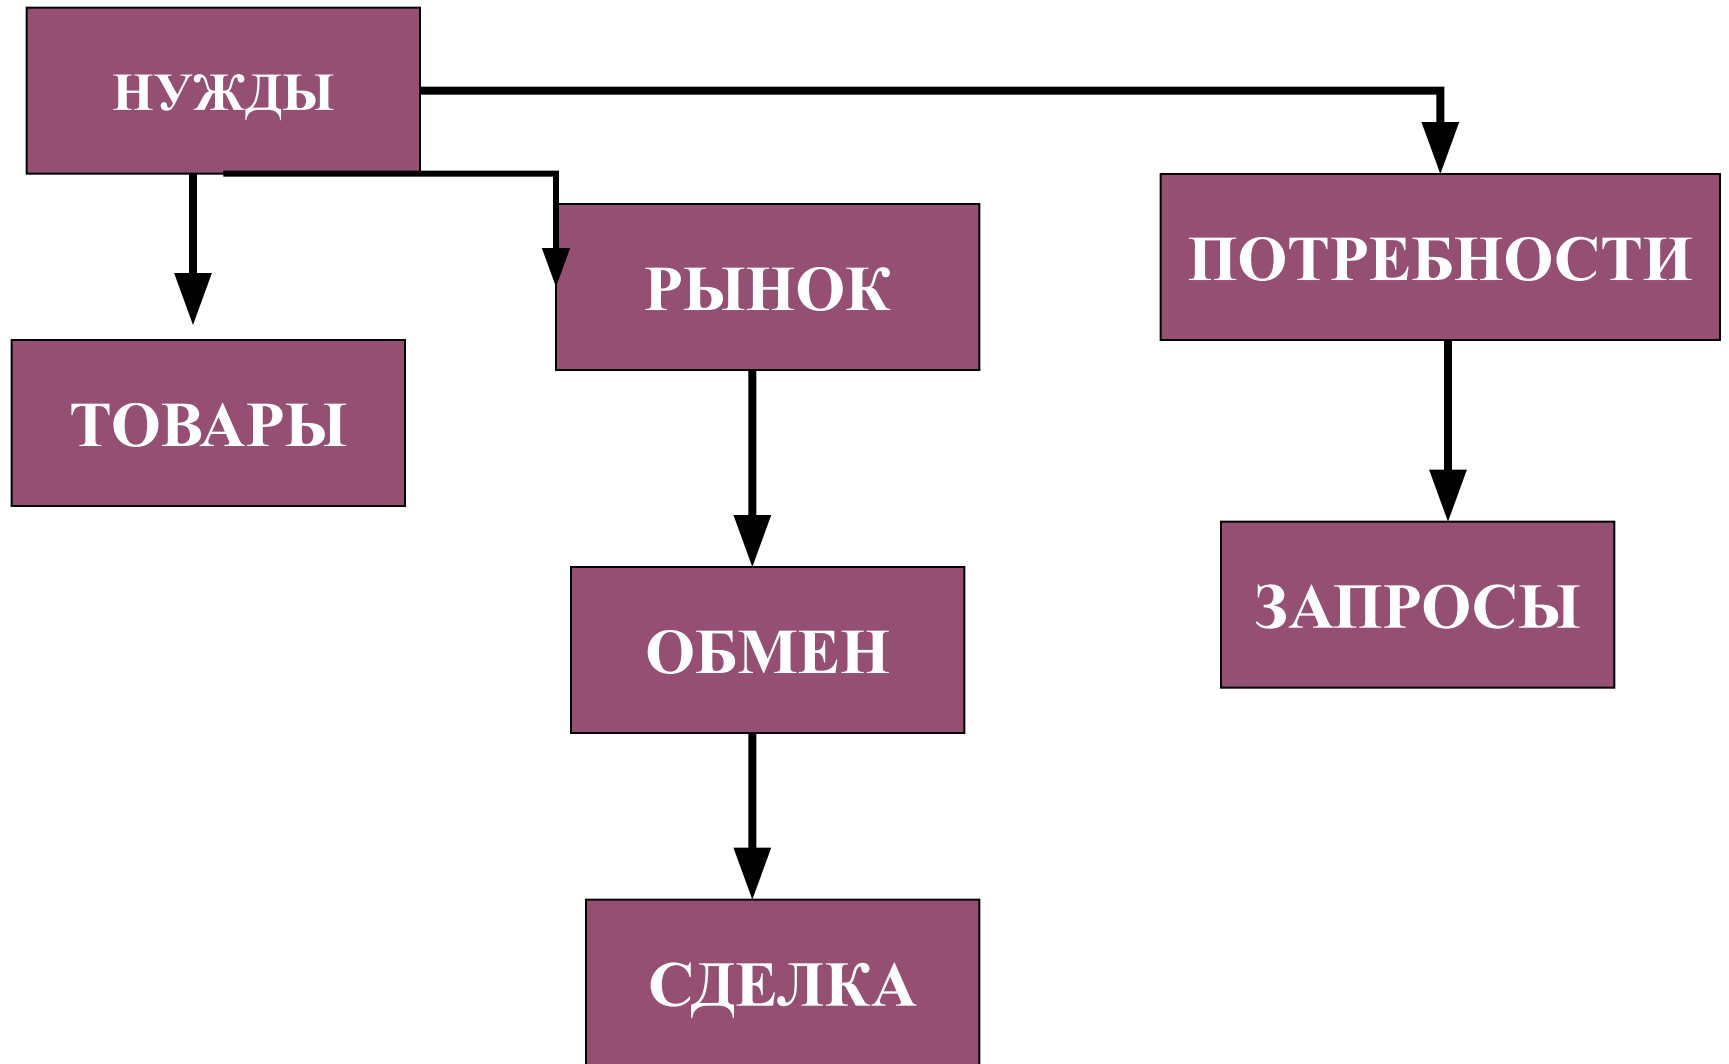 НУЖДЫ
ПОТРЕБНОСТИ
РЫНОК
ТОВАРЫ
ЗАПРОСЫ
ОБМЕН
СДЕЛКА